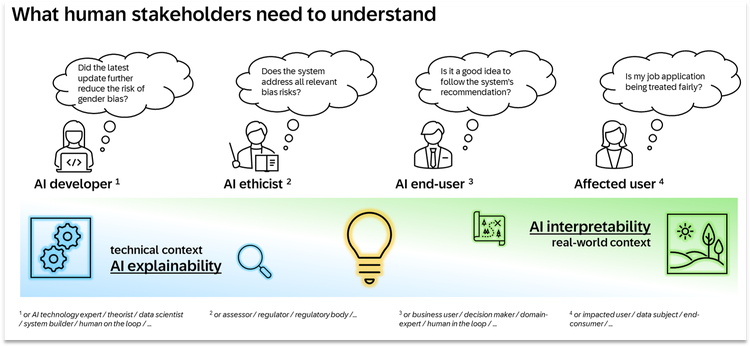 What human stakeholders need to understand
Did the latest
update further
reduce the risk of
gender bias?
Does the system
address all relevant
bias risks?
Is it a good idea to
follow the system's
recommendation?
Is my job application
being treated fairly?
</>
AI developer 1
AI ethicist 2
AI end-user 3
Affected user 4
technical context
AI explainability
AI interpretability
real-world context
1 or AI technology expert / theorist / data scientist
/ system builder / human on the loop / ...
2 or assessor / regulator / regulatory body /...
3 or business user / decision maker / domain-
expert / human in the loop / ...
4 or impacted user / data subject / end-
consumer / ...